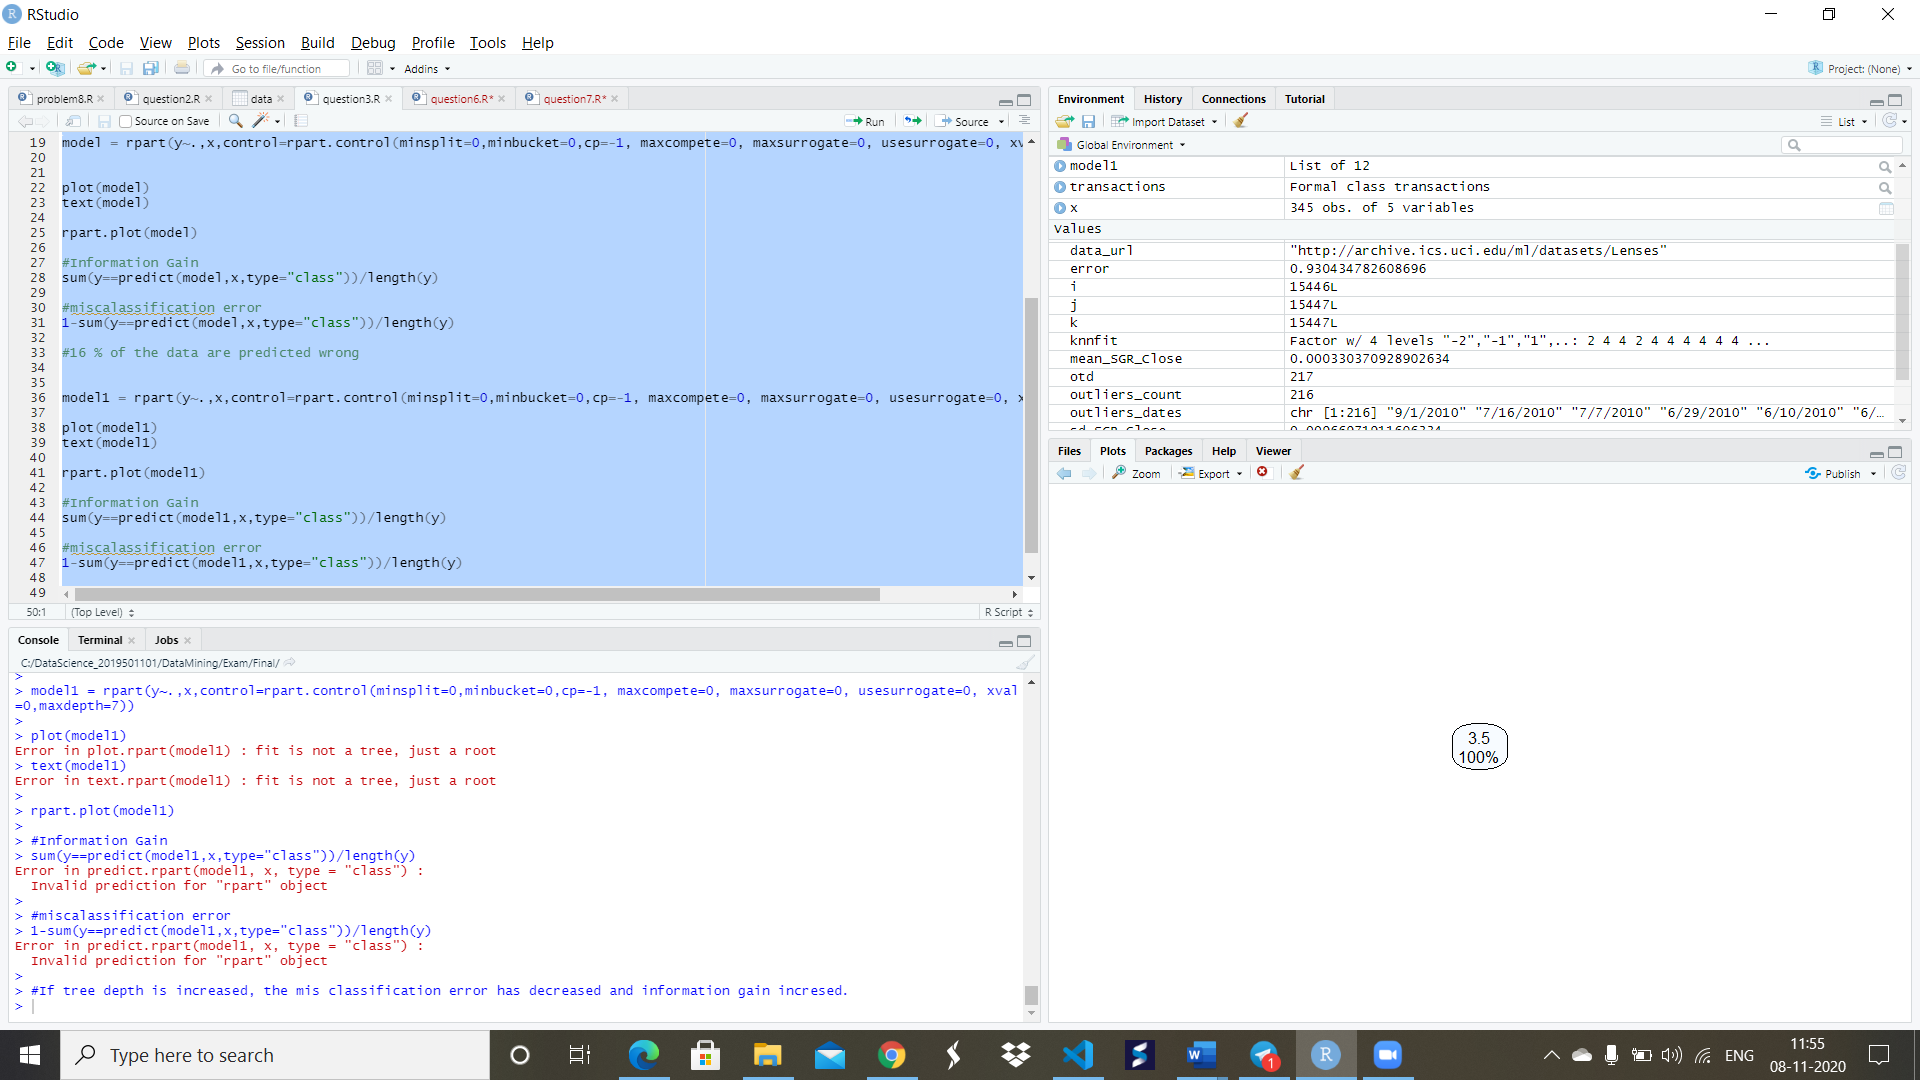 RStudio
File Edit Code View Plots Session Build Debug Profile Tools Help
Go to file/function Addins Project: (None)
problem8.R question2.R data question3.R question6.R* question7.R*
Source on Save Run Source
19 model = rpart(y~.,x,control=rpart.control(minsplit=0,minbucket=0,cp=-1, maxcompete=0, maxsurrogate=0, usesurrogate=0, xv
20
21
22 plot(model)
23 text(model)
24
25 rpart.plot(model)
26
27 #Information Gain
28 sum(y==predict(model,x,type="class"))/length(y)
29
30 #miscalassification error
31 1-sum(y==predict(model,x,type="class"))/length(y)
32
33 #16 % of the data are predicted wrong
34
35
36 model1 = rpart(y~.,x,control=rpart.control(minsplit=0,minbucket=0,cp=-1, maxcompete=0, maxsurrogate=0, usesurrogate=0, x
37
38 plot(model1)
39 text(model1)
40
41 rpart.plot(model1)
42
43 #Information Gain
44 sum(y==predict(model1,x,type="class"))/length(y)
45
46 #miscalassification error
47 1-sum(y==predict(model1,x,type="class"))/length(y)
48
49
50:1 (Top Level) R Script
Console Terminal Jobs
C:/DataScience_2019501101/DataMining/Exam/Final/
>
> model1 = rpart(y~.,x,control=rpart.control(minsplit=0,minbucket=0,cp=-1, maxcompete=0, maxsurrogate=0, usesurrogate=0, xval
=0,maxdepth=7))
>
> plot(model1)
Error in plot.rpart(model1) : fit is not a tree, just a root
> text(model1)
Error in text.rpart(model1) : fit is not a tree, just a root
>
> rpart.plot(model1)
>
> #Information Gain
> sum(y==predict(model1,x,type="class"))/length(y)
Error in predict.rpart(model1, x, type = "class") :
Invalid prediction for "rpart" object
>
> #miscalassification error
> 1-sum(y==predict(model1,x,type="class"))/length(y)
Error in predict.rpart(model1, x, type = "class") :
Invalid prediction for "rpart" object
>
> #If tree depth is increased, the mis classification error has decreased and information gain incresed.
>
Environment History Connections Tutorial
Import Dataset List
Global Environment
model1 List of 12
transactions Formal class transactions
x 345 obs. of 5 variables
Values
data_url "http://archive.ics.uci.edu/ml/datasets/Lenses"
error 0.930434782608696
i 15446L
j 15447L
k 15447L
knnfit Factor w/ 4 levels "-2","-1","1",..: 2 4 4 2 4 4 4 4 4 4 ...
mean_SGR_Close 0.000330370928902634
otd 217
outliers_count 216
outliers_dates chr [1:216] "9/1/2010" "7/16/2010" "7/7/2010" "6/29/2010" "6/10/2010" "6/…
Files Plots Packages Help Viewer
Zoom Export Publish
3.5
100%
Type here to search
1
ENG
11:55
08-11-2020